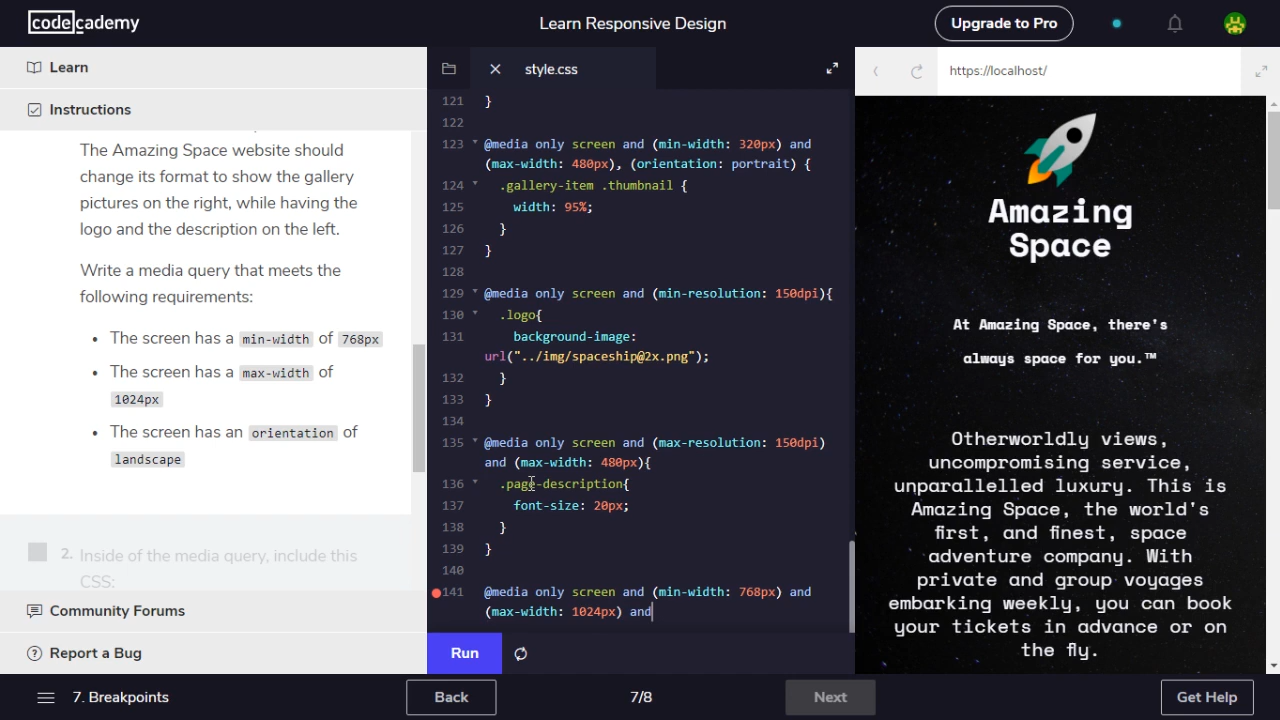 codecademy
Learn Responsive Design
Upgrade to Pro
Learn
Instructions
The Amazing Space website should
change its format to show the gallery
pictures on the right, while having the
logo and the description on the left.
Write a media query that meets the
following requirements:
• The screen has a min-width of 768px
• The screen has a max-width of
1024px
• The screen has an orientation of
landscape
2. Inside of the media query, include this
CSS:
Community Forums
Report a Bug
style.css
121 }
122
123 @media only screen and (min-width: 320px) and
(max-width: 480px), (orientation: portrait) {
124 .gallery-item .thumbnail {
125 width: 95%;
126 }
127 }
128
129 @media only screen and (min-resolution: 150dpi){
130 .logo{
131 background-image:
url("../img/spaceship@2x.png");
132 }
133 }
134
135 @media only screen and (max-resolution: 150dpi)
and (max-width: 480px){
136 .page-description{
137 font-size: 20px;
138 }
139 }
140
141 @media only screen and (min-width: 768px) and
(max-width: 1024px) and
Run
https://localhost/
Amazing
Space
At Amazing Space, there's
always space for you.™
Otherworldly views,
uncompromising service,
unparallelled luxury. This is
Amazing Space, the world's
first, and finest, space
adventure company. With
private and group voyages
embarking weekly, you can book
your tickets in advance or on
the fly.
7. Breakpoints
Back
7/8
Next
Get Help